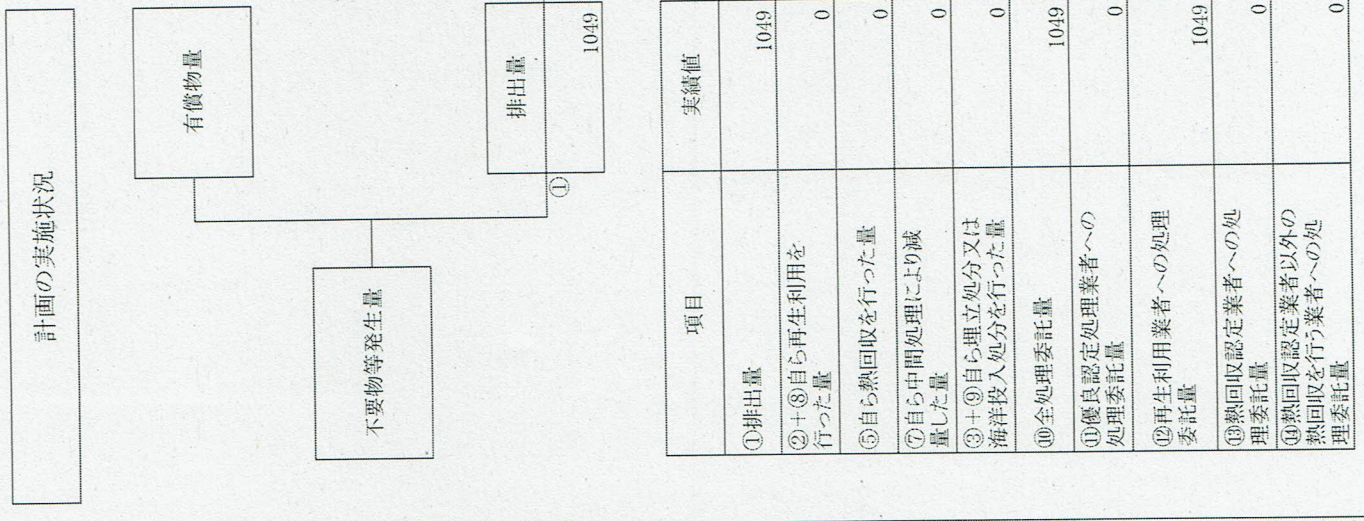 計画の実施状況
有償物量
不要物等発生量
排出量
①
1049
項目 実績値
①排出量 1049
②+⑧自ら再生利用を
行った量 0
⑤自ら熱回収を行った量 0
⑦自ら中間処理により減
量した量 0
③+⑨自ら埋立処分又は
海洋投入処分を行った量 0
⑩全処理委託量 1049
⑪優良認定処理業者への
処理委託量 0
⑫再生利用業者への処理
委託量 1049
⑬熱回収認定業者への処
理委託量 0
⑭熱回収認定業者以外の
熱回収を行う業者への処
理委託量 0